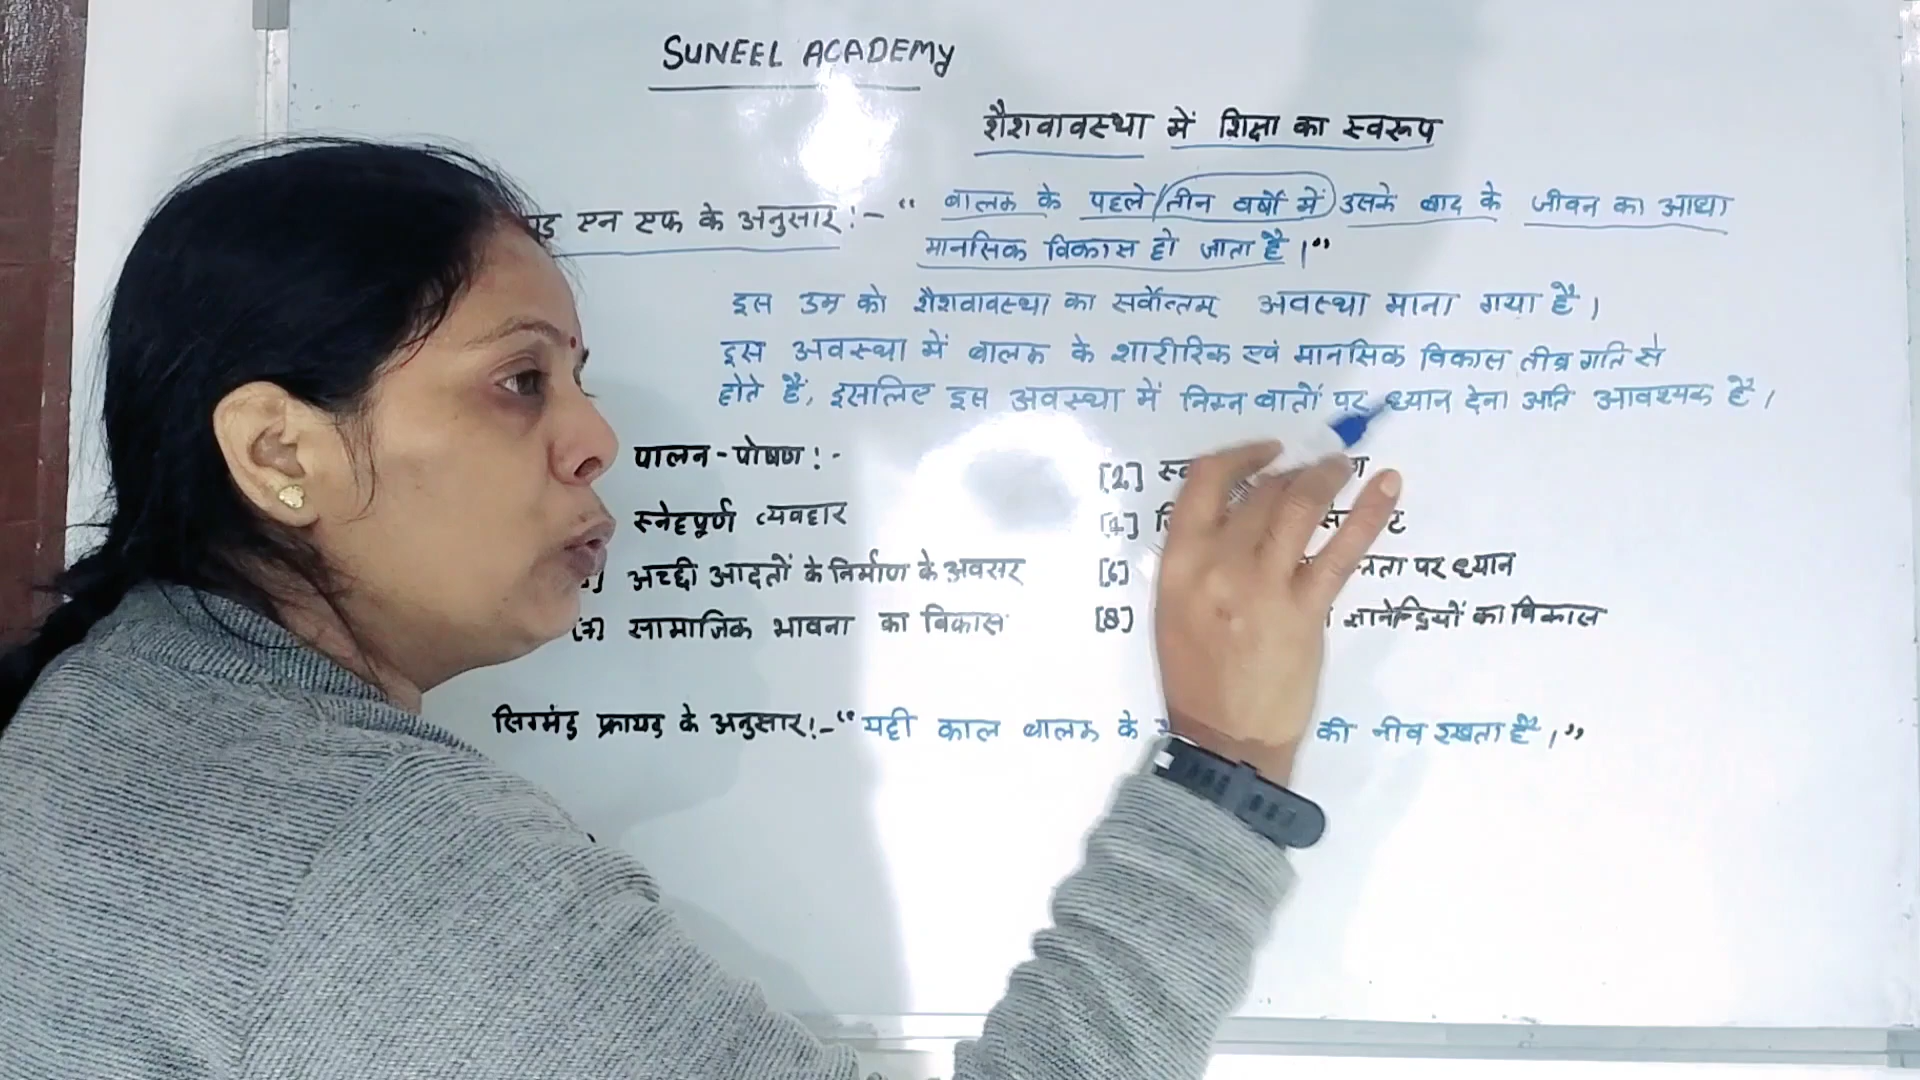 SUNEEL ACADEMY
शैशवावस्था में शिक्षा का स्वरूप
एन एफ के अनुसार :- “ बालक के पहले तीन वर्षो में उसके बाद के जीवन का आधा
मानसिक विकास हो जाता है ।”
इस उम्र को शैशवावस्था का सर्वोत्तम् अवस्था माना गया है ।
इस अवस्था में बालक के शारीरिक एवं मानसिक विकास तीव्र गति से
होते हैं, इसलिए इस अवस्था में निम्न बातों पर ध्यान देना अति आवश्यक हैं ।
पालन-पोषण :-
[2]
स्नेहपूर्ण व्यवहार
[4]
अच्छी आदतों के निर्माण के अवसर
[6] पर ध्यान
[7] सामाजिक भावना का विकास
[8] ज्ञानेन्द्रियों का विकास
सिगमंड फ्रायड के अनुसार :- “ यही काल बालक के की नीव रखता है ।”